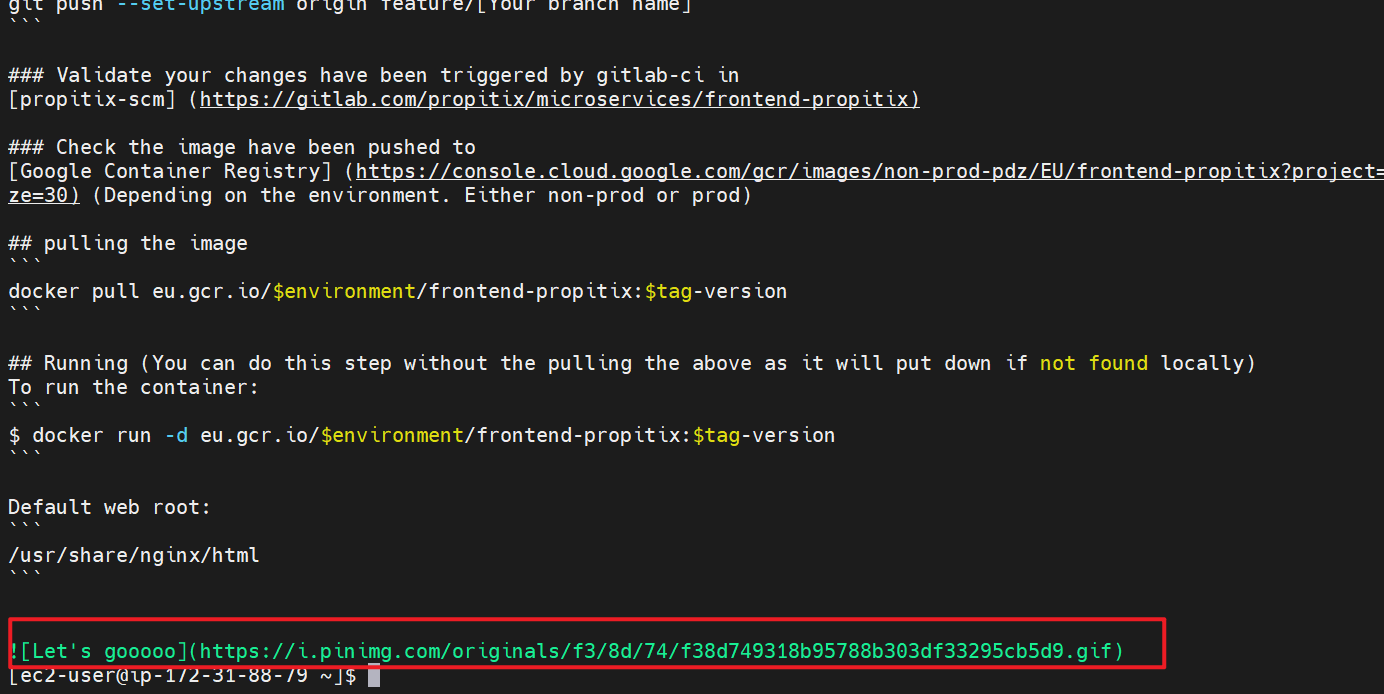 git push --set-upstream origin feature/[Your branch name]
```
### Validate your changes have been triggered by gitlab-ci in
[propitix-scm] (https://gitlab.com/propitix/microservices/frontend-propitix)
### Check the image have been pushed to
[Google Container Registry] (https://console.cloud.google.com/gcr/images/non-prod-pdz/EU/frontend-propitix?project=
ze=30) (Depending on the environment. Either non-prod or prod)
## pulling the image
```
docker pull eu.gcr.io/$environment/frontend-propitix:$tag-version
```
## Running (You can do this step without the pulling the above as it will put down if not found locally)
To run the container:
```
$ docker run -d eu.gcr.io/$environment/frontend-propitix:$tag-version
```
Default web root:
```
/usr/share/nginx/html
```
![Let's gooooo](https://i.pinimg.com/originals/f3/8d/74/f38d749318b95788b303df33295cb5d9.gif)
[ec2-user@ip-172-31-88-79 ~]$